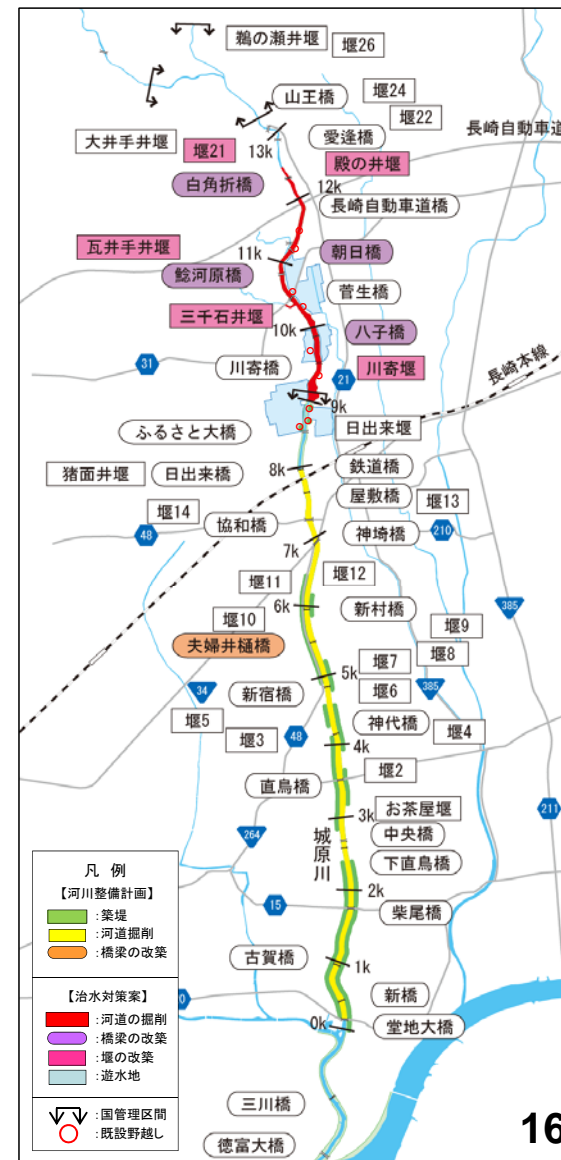 鵜の瀬井堰
堰26
山王橋
堰24
堰22
大井手井堰
堰21
13k
愛逢橋
長崎自動車道
殿の井堰
白角折橋
12k
長崎自動車道橋
瓦井手井堰
11k
朝日橋
鯰河原橋
菅生橋
三千石井堰
10k
八子橋
31
川寄橋
21
川寄堰
長崎本線
9k
ふるさと大橋
日出来堰
猪面井堰
日出来橋
8k
鉄道橋
屋敷橋
堰13
堰14
協和橋
48
神埼橋
210
7k
堰11
堰12
385
堰10
6k
新村橋
堰9
夫婦井樋橋
堰7
堰8
5k
34
新宿橋
堰6
385
堰5
堰3
48
神代橋
堰4
4k
堰2
直鳥橋
3k
お茶屋堰
211
264
城原川
中央橋
下直鳥橋
2k
15
柴尾橋
古賀橋
1k
新橋
0k
堂地大橋
三川橋
徳富大橋
凡 例
【河川整備計画】
:築堤
:河道掘削
:橋梁の改築
【治水対策案】
:河道の掘削
:橋梁の改築
:堰の改築
:遊水地
:国管理区間
:既設野越し
16